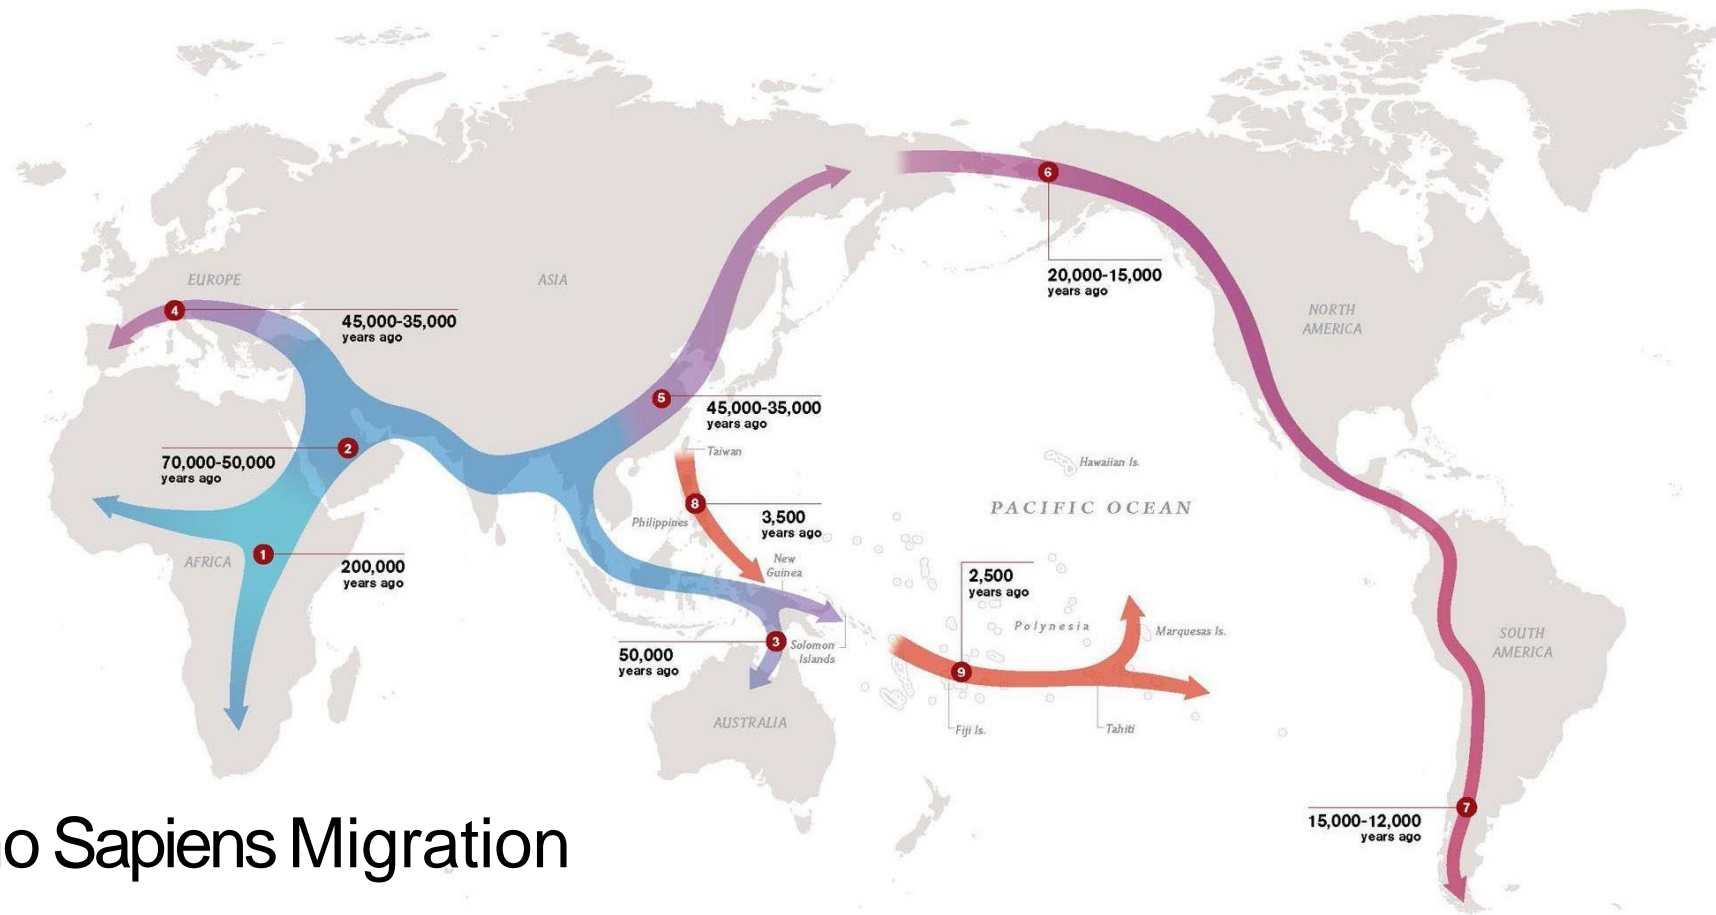 6
20,000-15,000
years ago
EUROPE
ASIA
4
45,000-35,000
years ago
NORTH
AMERICA
5
45,000-35,000
years ago
2
70,000-50,000
years ago
Taiwan
Hawaiian Is.
8
3,500
years ago
PACIFIC OCEAN
Philippines
1
AFRICA
200,000
years ago
New
Guinea
2,500
years ago
Polynesia
Marquesas Is.
3
50,000
years ago
Solomon
Islands
SOUTH
AMERICA
9
AUSTRALIA
Fiji Is.
Tahiti
7
15,000-12,000
years ago
o Sapiens Migration